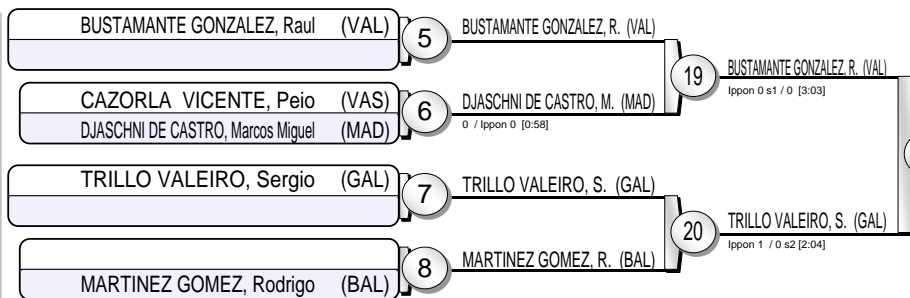 BUSTAMANTE GONZALEZ, Raul (VAL)
5
BUSTAMANTE GONZALEZ, R. (VAL)
19
BUSTAMANTE GONZALEZ, R. (VAL)
Ippon 0 s1 / 0 [3:03]
CAZORLA VICENTE, Peio (VAS)
DJASCHNI DE CASTRO, Marcos Miguel (MAD)
6
DJASCHNI DE CASTRO, M. (MAD)
0 / Ippon 0 [0:58]
TRILLO VALEIRO, Sergio (GAL)
7
TRILLO VALEIRO, S. (GAL)
20
TRILLO VALEIRO, S. (GAL)
Ippon 1 / 0 s2 [2:04]
MARTINEZ GOMEZ, Rodrigo (BAL)
8
MARTINEZ GOMEZ, R. (BAL)